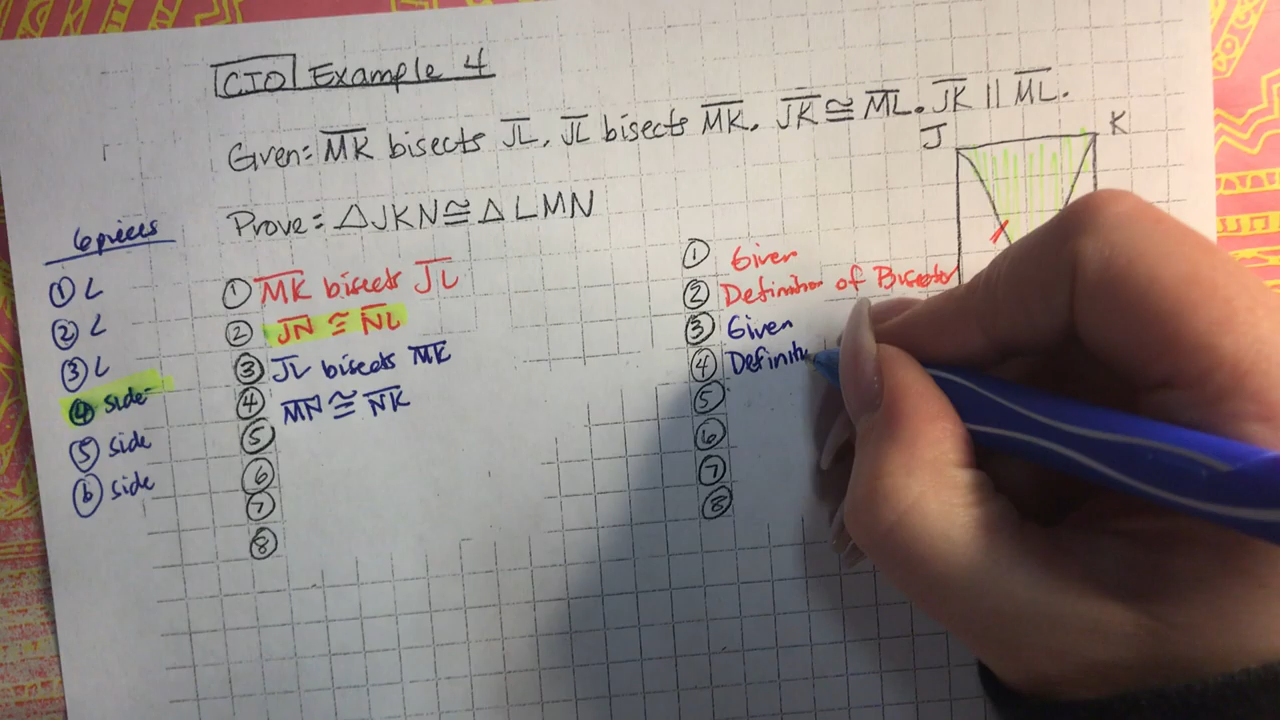 CIO Example 4
Given: MK bisects JL, JL bisects MK. JK ≅ ML. JK || ML.
J K
Prove: △JKN ≅ △LMN
6 pieces
① ∠
② ∠
③ ∠
④ side
⑤ side
⑥ side
① MK bisects JL
② JN ≅ NL
③ JL bisects MK
④ MN ≅ NK
⑤
⑥
⑦
⑧
① Given
② Definition of Bisector
③ Given
④ Definiti
⑤
⑥
⑦
⑧